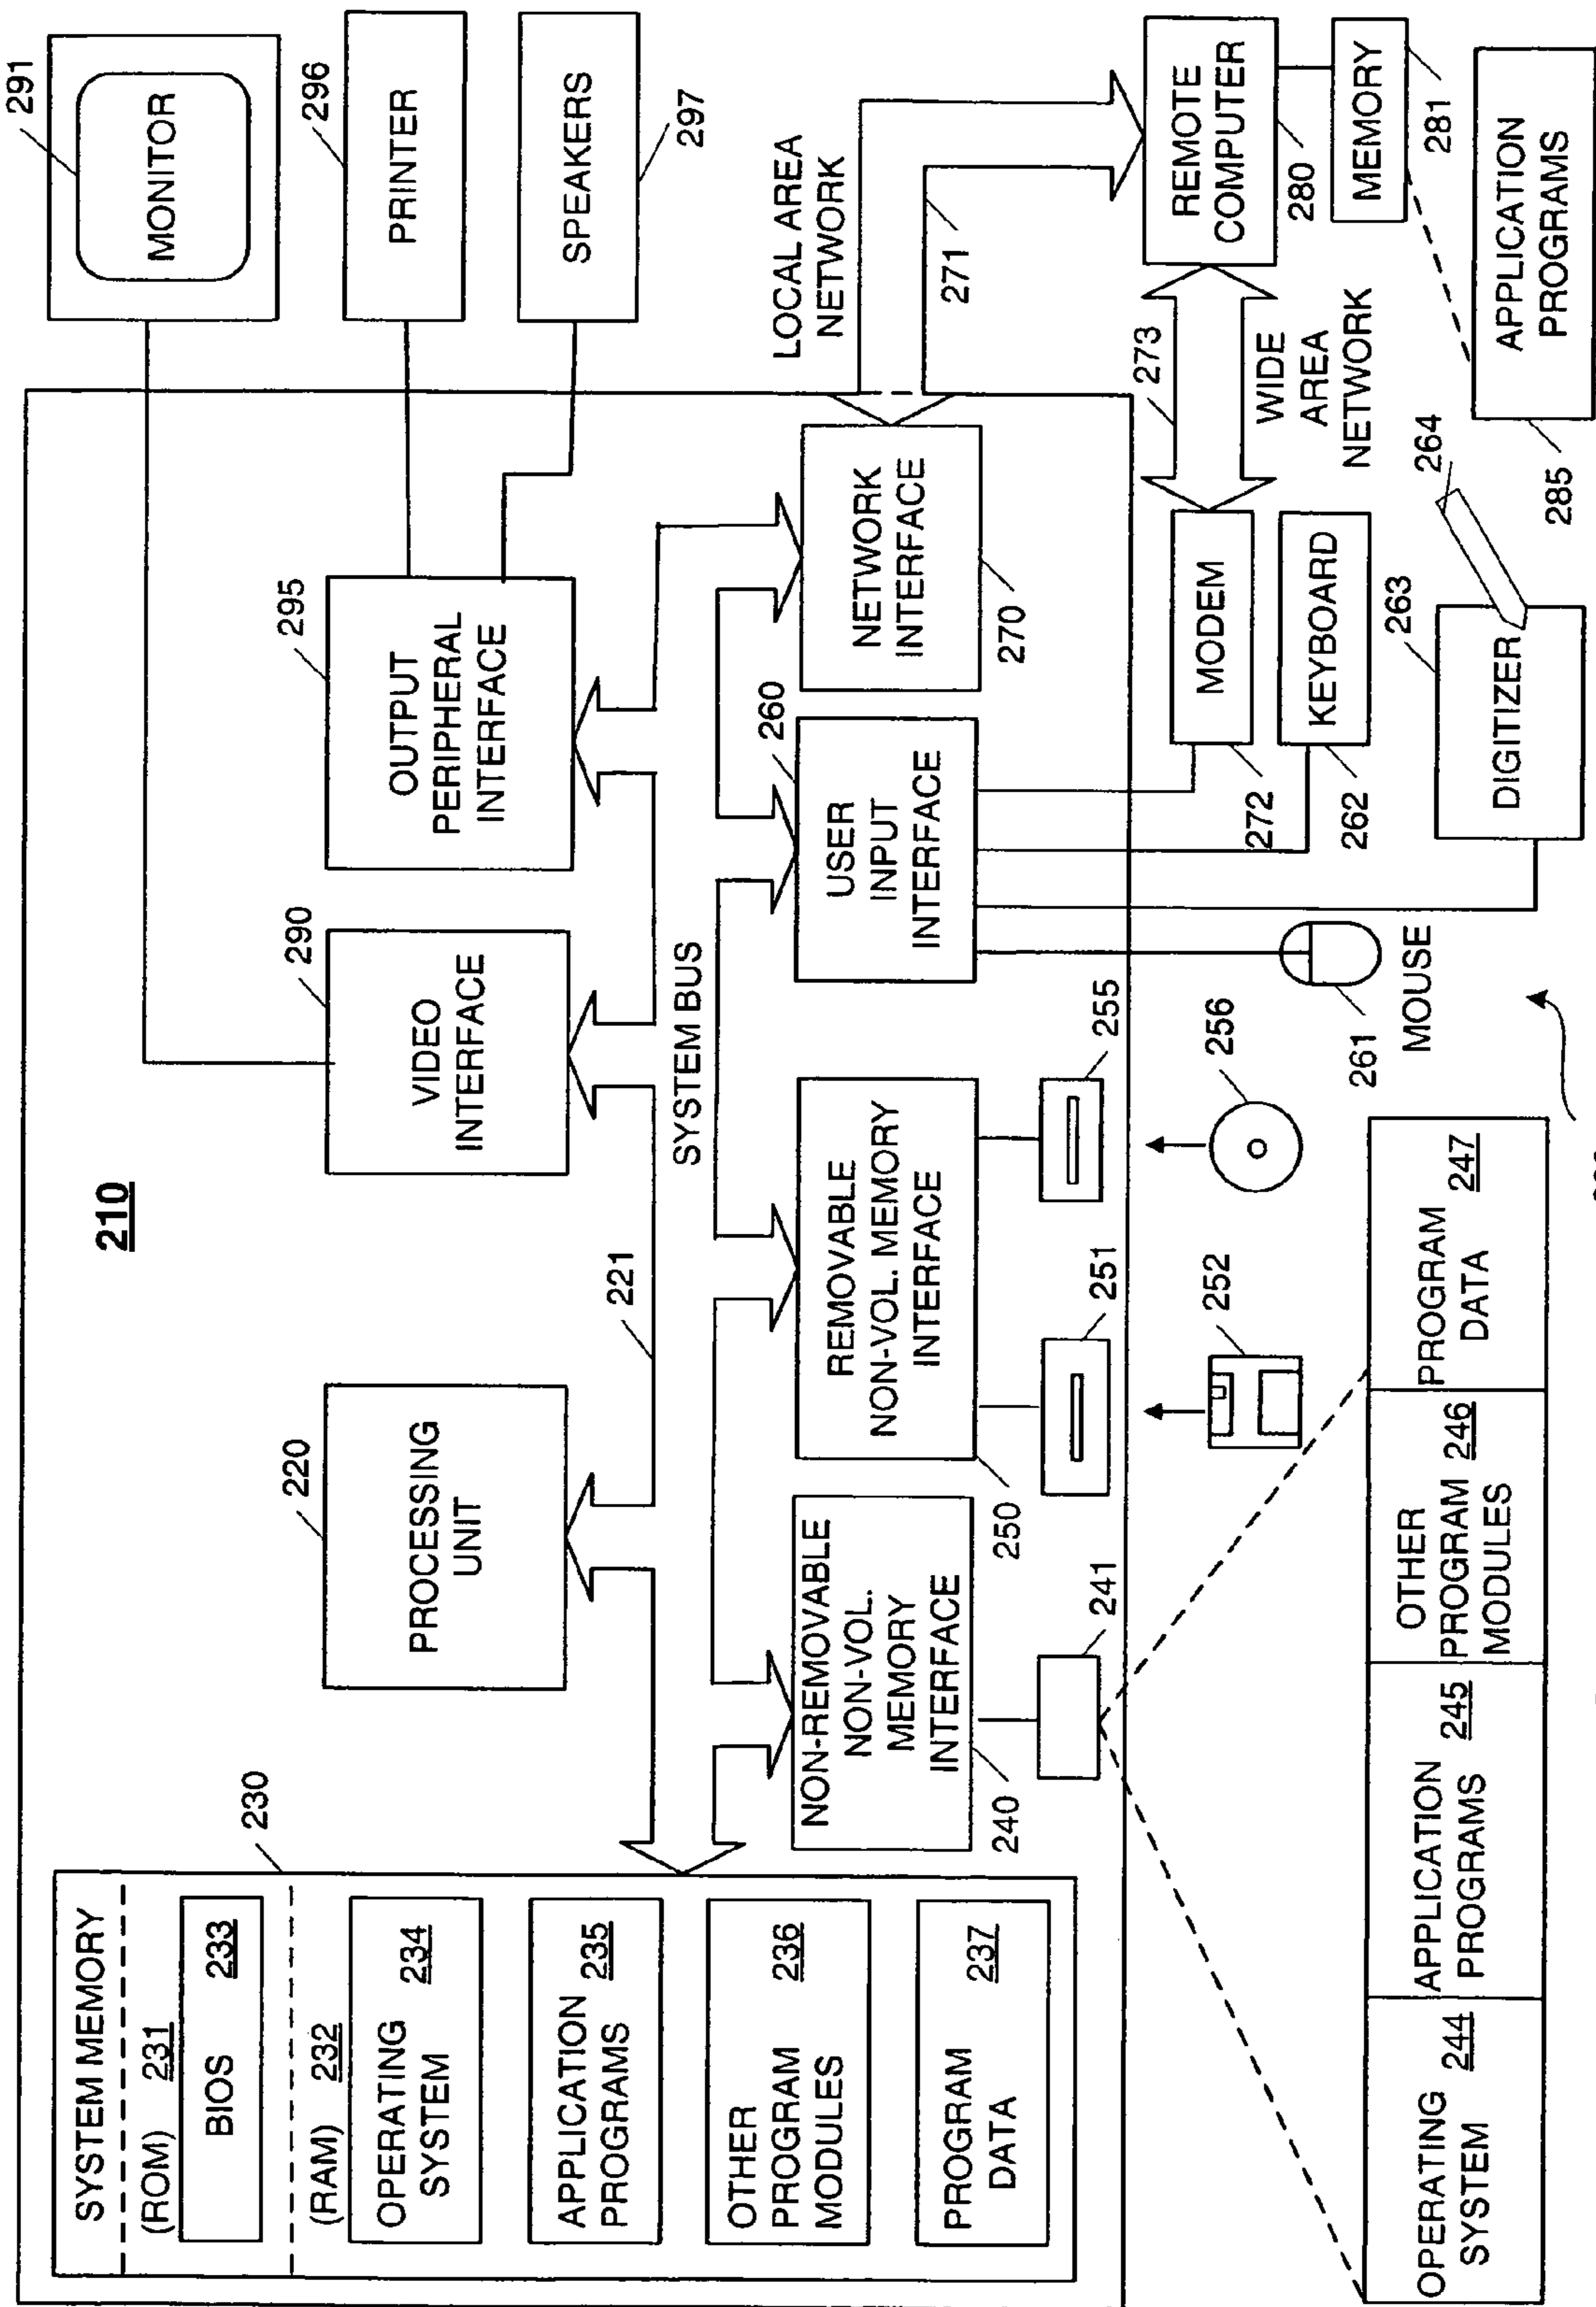 210
SYSTEM MEMORY
(ROM) 231
BIOS 233
(RAM) 232
OPERATING
SYSTEM 234
APPLICATION
PROGRAMS 235
OTHER
PROGRAM
MODULES 236
PROGRAM
DATA 237
230
220
PROCESSING
UNIT
290
VIDEO
INTERFACE
295
OUTPUT
PERIPHERAL
INTERFACE
291
MONITOR
296
PRINTER
SPEAKERS
297
221
SYSTEM BUS
NON-REMOVABLE
NON-VOL.
MEMORY
INTERFACE
240
REMOVABLE
NON-VOL. MEMORY
INTERFACE
250
260
USER
INPUT
INTERFACE
NETWORK
INTERFACE
270
LOCAL AREA
NETWORK
271
241
251
255
252
256
MODEM
272
273
WIDE
AREA
NETWORK
REMOTE
COMPUTER
280
MEMORY
281
KEYBOARD
262
261
MOUSE
263
DIGITIZER
264
285
APPLICATION
PROGRAMS
OPERATING
SYSTEM 244
APPLICATION
PROGRAMS 245
OTHER
PROGRAM 246
MODULES
PROGRAM
DATA 247